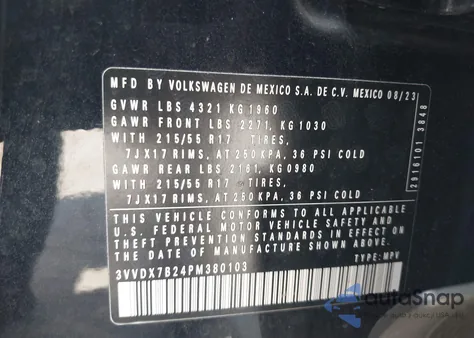 MFD BY VOLKSWAGEN DE MEXICO S.A. DE C.V. MEXICO 08/23
GVWR LBS 4321 KG 1960
GAWR FRONT LBS 2271, KG 1030
WITH 215/55 R17 TIRES,
7JX17 RIMS, AT 250 KPA, 36 PSI COLD
GAWR REAR LBS 2161, KG 0980
WITH 215/55 R17 TIRES,
7JX17 RIMS, AT 250 KPA, 36 PSI COLD
THIS VEHICLE CONFORMS TO ALL APPLICABLE
U.S. FEDERAL MOTOR VEHICLE SAFETY AND
THEFT PREVENTION STANDARDS IN EFFECT ON THE
DATE OF MANUFACTURE SHOWN ABOVE
3VVDX7B24PM380103
TYPE: MPV
2916101 3848
autoSnap